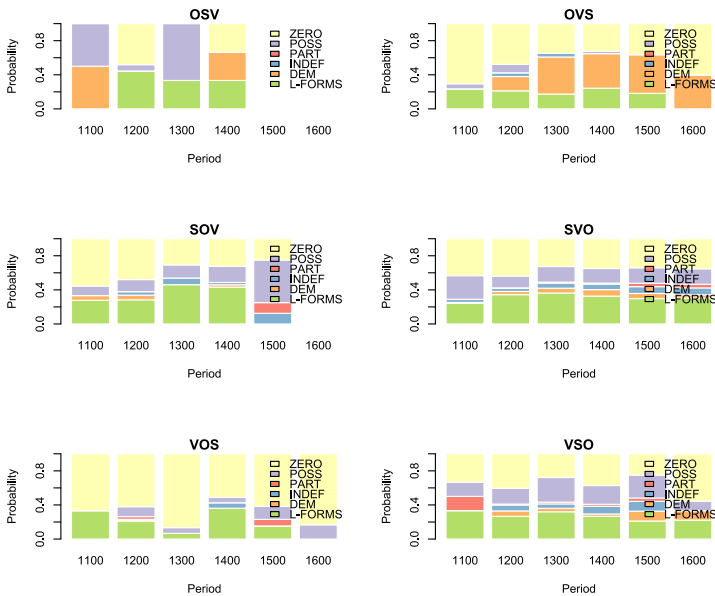 OSV
Probability
0.0 0.4 0.8
ZERO
POSS
PART
INDEF
DEM
L-FORMS
1100 1200 1300 1400 1500 1600
Period
OVS
Probability
0.0 0.4 0.8
ZERO
POSS
PART
INDEF
DEM
L-FORMS
1100 1200 1300 1400 1500 1600
Period
SOV
Probability
0.0 0.4 0.8
ZERO
POSS
PART
INDEF
DEM
L-FORMS
1100 1200 1300 1400 1500 1600
Period
SVO
Probability
0.0 0.4 0.8
ZERO
POSS
PART
INDEF
DEM
L-FORMS
1100 1200 1300 1400 1500 1600
Period
VOS
Probability
0.0 0.4 0.8
ZERO
POSS
PART
INDEF
DEM
L-FORMS
1100 1200 1300 1400 1500 1600
Period
VSO
Probability
0.0 0.4 0.8
ZERO
POSS
PART
INDEF
DEM
L-FORMS
1100 1200 1300 1400 1500 1600
Period